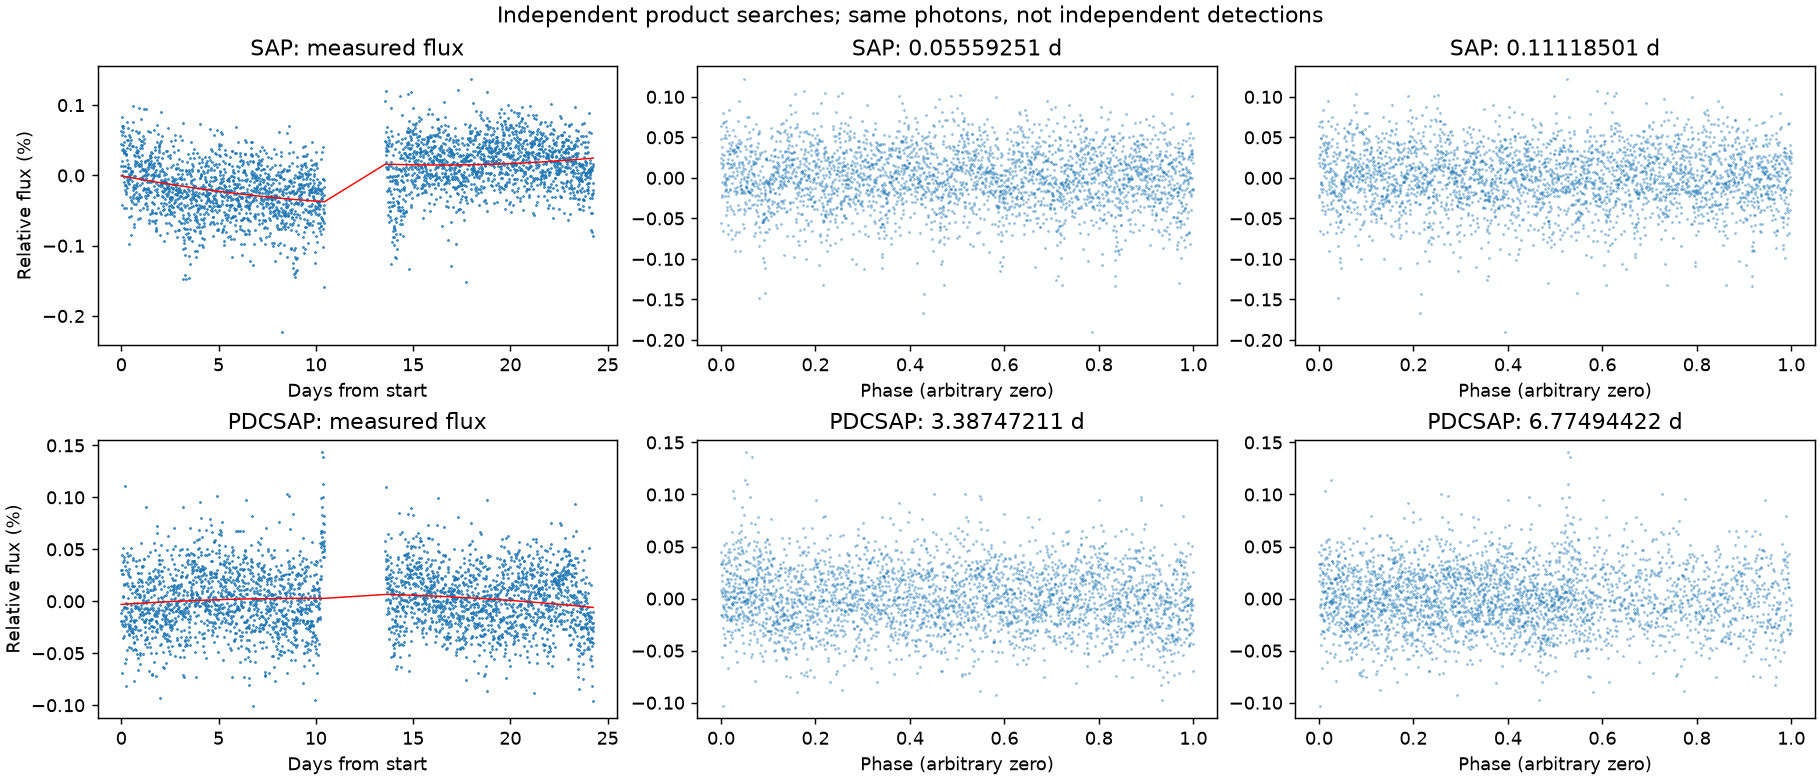 Independent product searches; same photons, not independent detections
SAP: measured flux
SAP: 0.05559251 d
SAP: 0.11118501 d
Relative flux (%)
0.1
0.0
−0.1
−0.2
0 5 10 15 20 25
Days from start
0.10
0.05
0.00
−0.05
−0.10
−0.15
−0.20
0.0 0.2 0.4 0.6 0.8 1.0
Phase (arbitrary zero)
0.10
0.05
0.00
−0.05
−0.10
−0.15
−0.20
0.0 0.2 0.4 0.6 0.8 1.0
Phase (arbitrary zero)
PDCSAP: measured flux
PDCSAP: 3.38747211 d
PDCSAP: 6.77494422 d
Relative flux (%)
0.15
0.10
0.05
0.00
−0.05
−0.10
0 5 10 15 20 25
Days from start
0.15
0.10
0.05
0.00
−0.05
−0.10
0.0 0.2 0.4 0.6 0.8 1.0
Phase (arbitrary zero)
0.15
0.10
0.05
0.00
−0.05
−0.10
0.0 0.2 0.4 0.6 0.8 1.0
Phase (arbitrary zero)